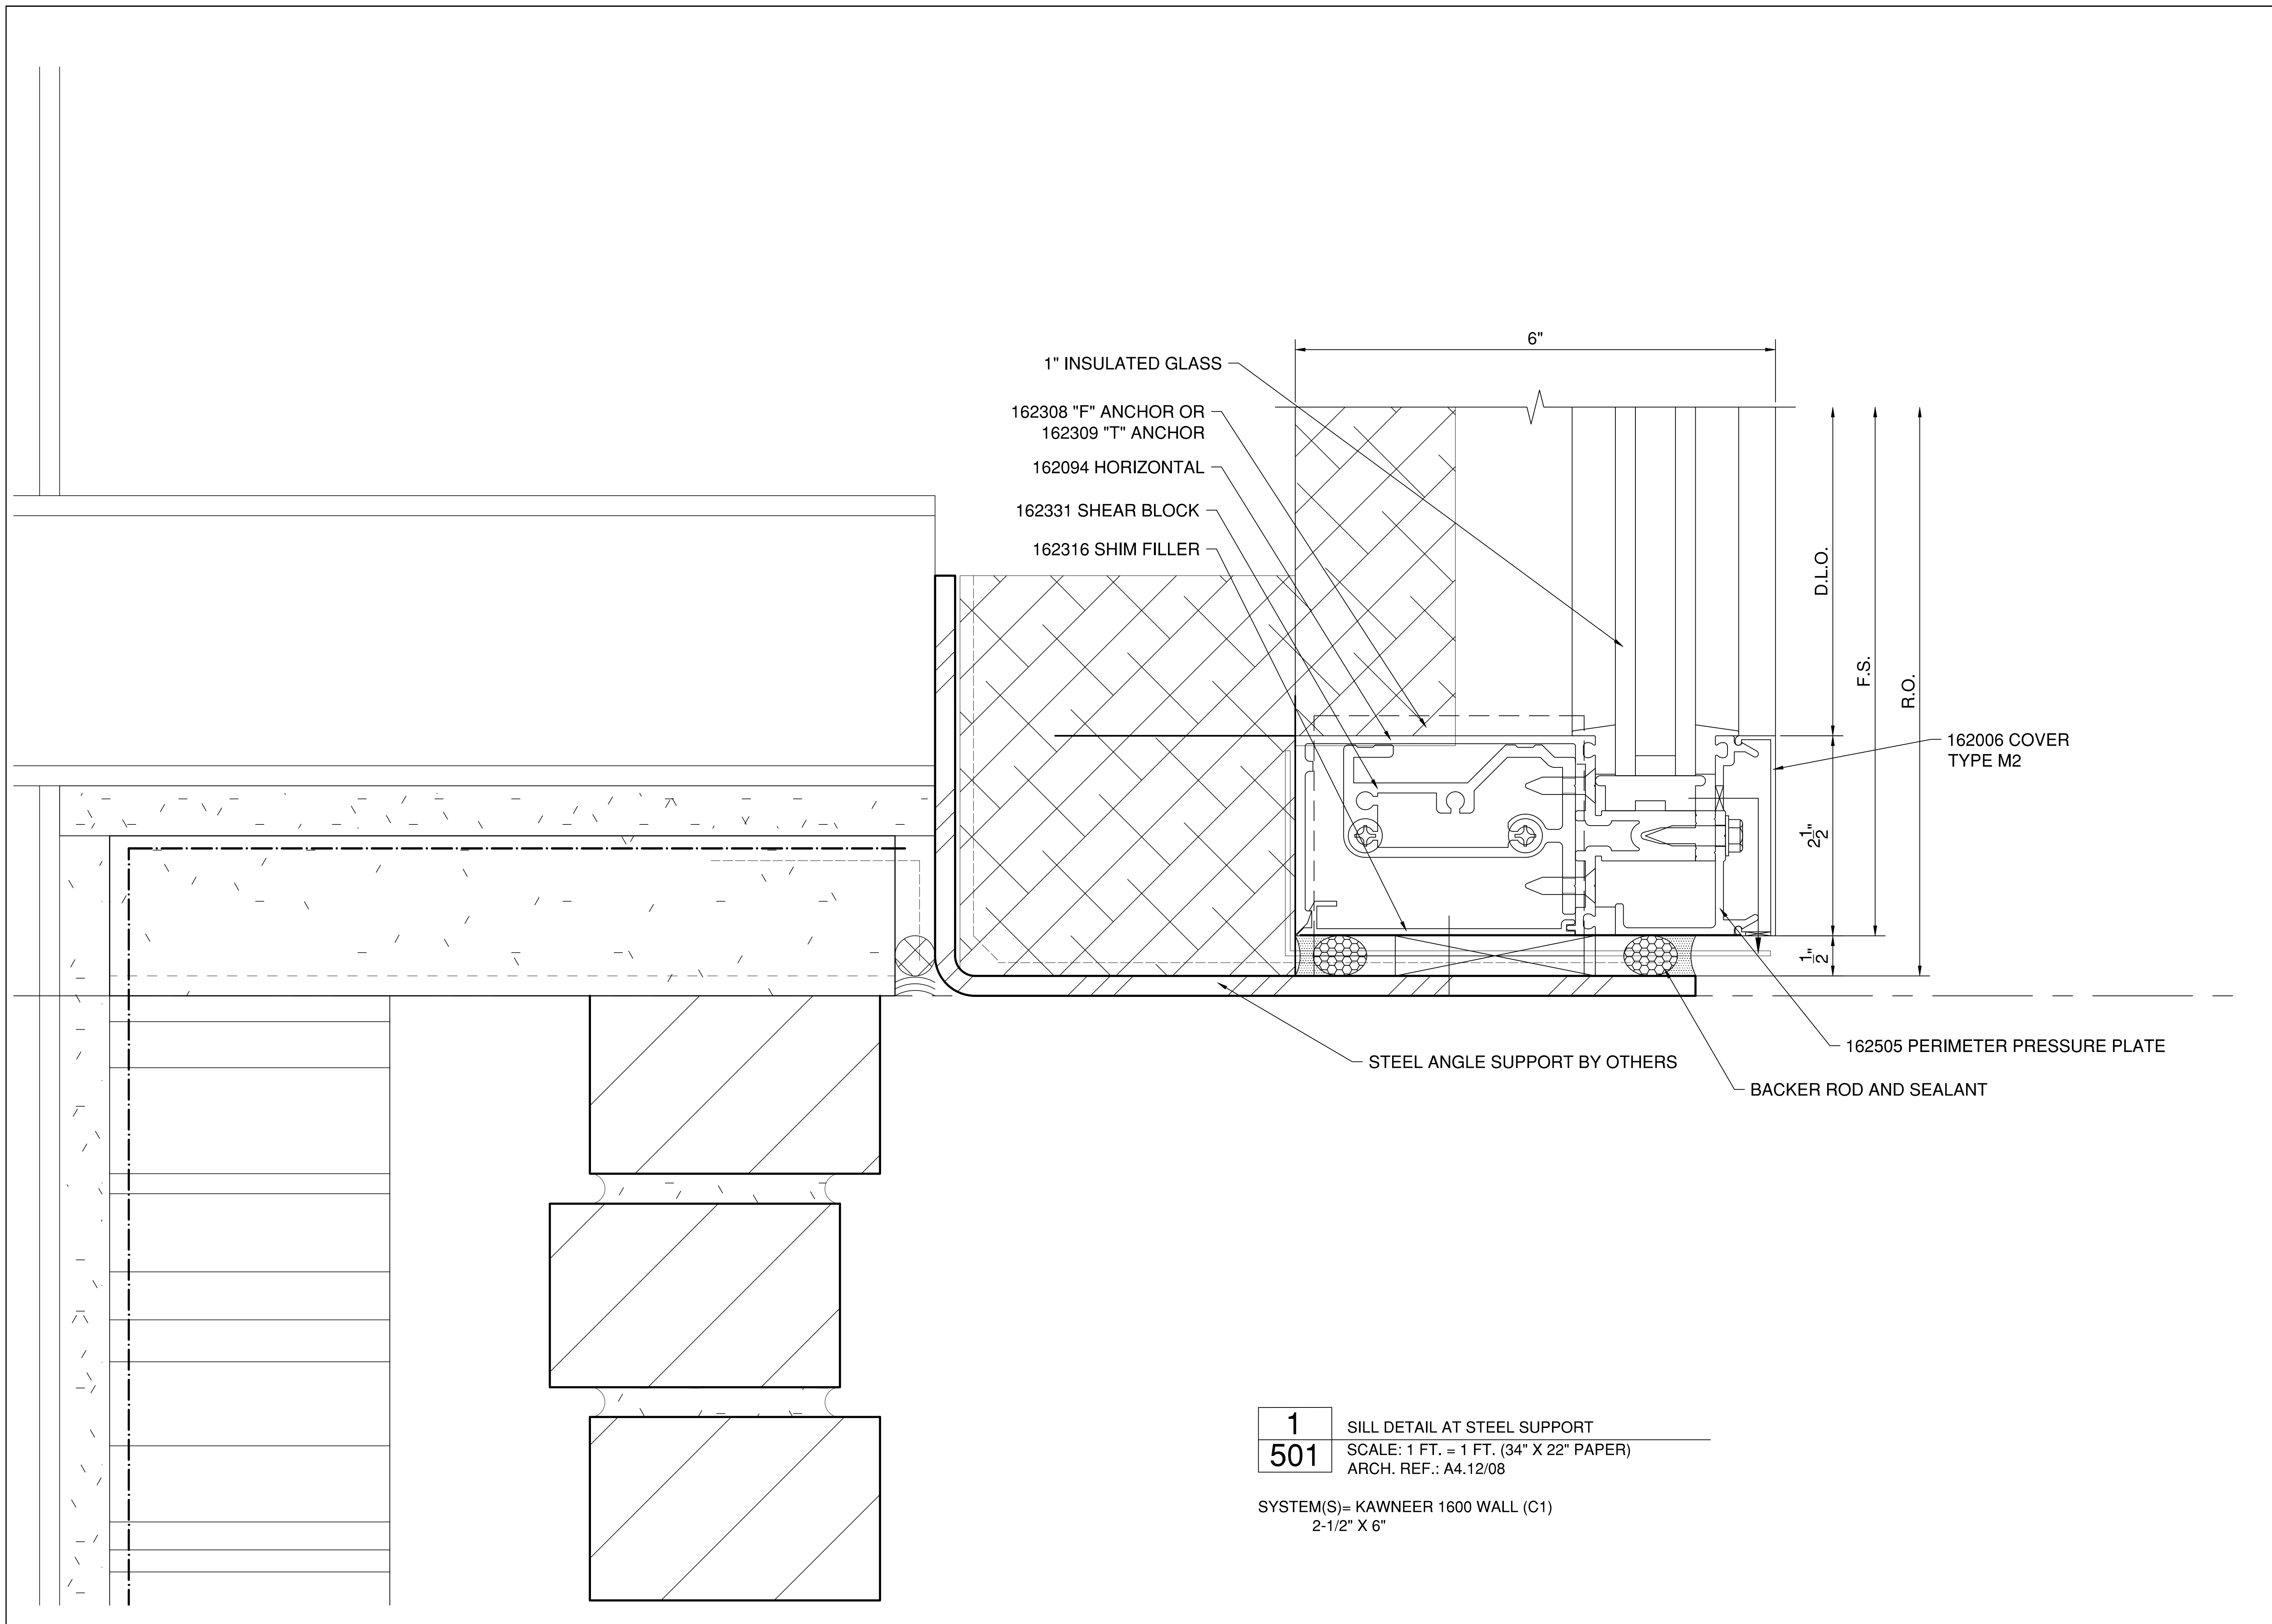 6"
1" INSULATED GLASS
162308 "F" ANCHOR OR
162309 "T" ANCHOR
162094 HORIZONTAL
162331 SHEAR BLOCK
162316 SHIM FILLER
D.L.O.
F.S.
R.O.
162006 COVER
TYPE M2
2 1/2"
1/2"
162505 PERIMETER PRESSURE PLATE
STEEL ANGLE SUPPORT BY OTHERS
BACKER ROD AND SEALANT
1
SILL DETAIL AT STEEL SUPPORT
501
SCALE: 1 FT. = 1 FT. (34" X 22" PAPER)
ARCH. REF.: A4.12/08
SYSTEM(S)= KAWNEER 1600 WALL (C1)
2-1/2" X 6"